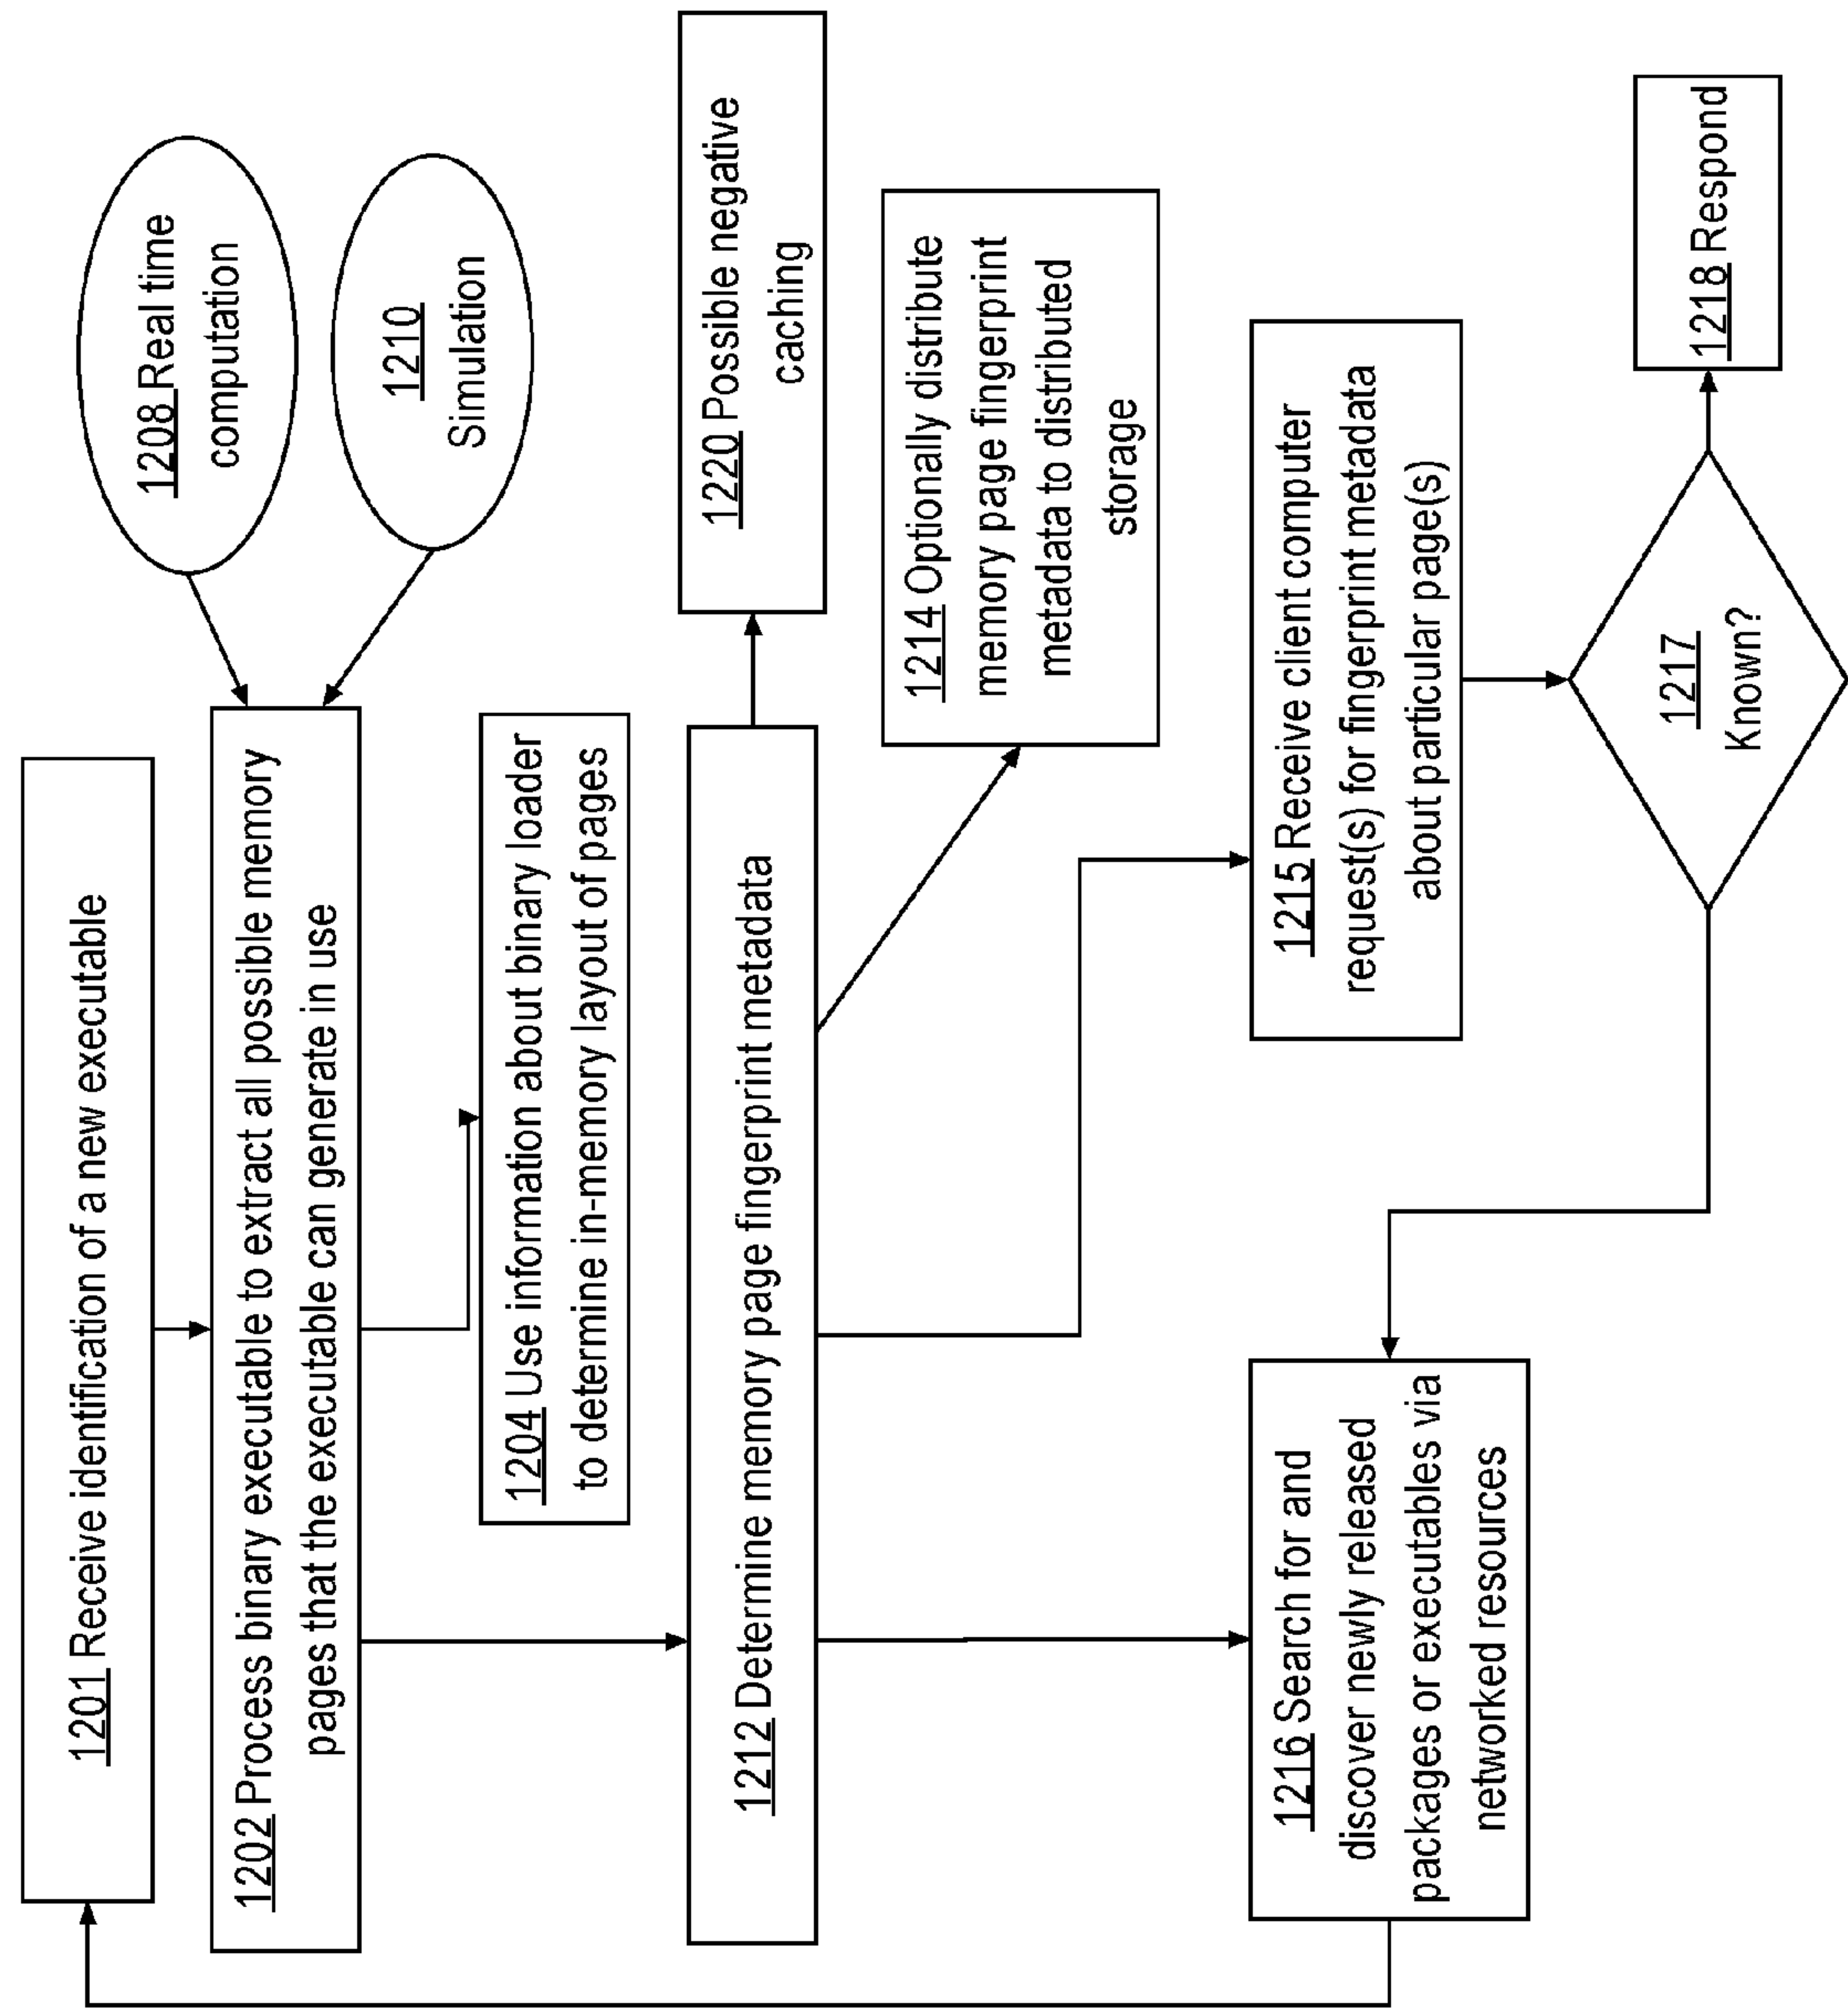 1201 Receive identification of a new executable
1208 Real time
computation
1202 Process binary executable to extract all possible memory
pages that the executable can generate in use
1210
Simulation
1204 Use information about binary loader
to determine in-memory layout of pages
1220 Possible negative
caching
1212 Determine memory page fingerprint metadata
1214 Optionally distribute
memory page fingerprint
metadata to distributed
storage
1216 Search for and
discover newly released
packages or executables via
networked resources
1215 Receive client computer
request(s) for fingerprint metadata
about particular page(s)
1217
Known?
1218 Respond